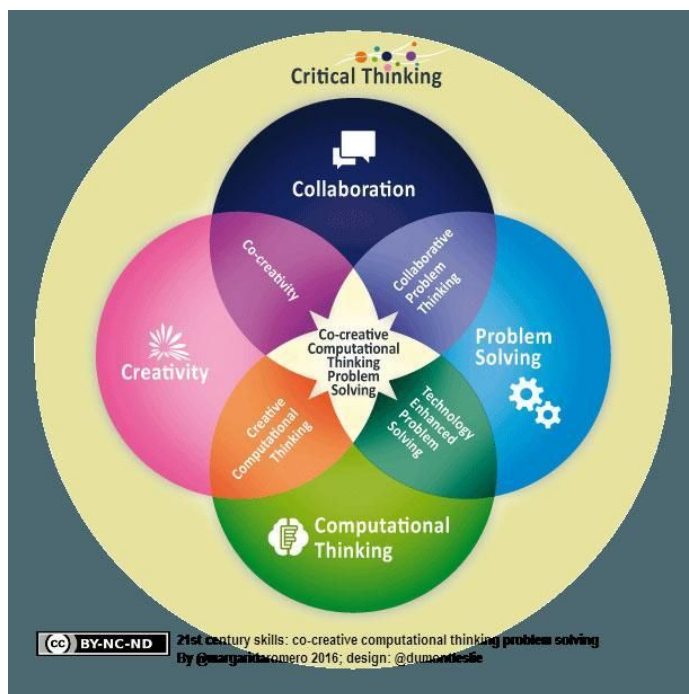 Critical Thinking
Collaboration
Co-creativity
Collaborative
Problem
Thinking
Creativity
Co-creative
Computational
Thinking
Problem
Solving
Problem
Solving
Creative
Computational
Thinking
Technology
Enhanced
Problem
Solving
Computational
Thinking
cc BY-NC-ND
21st century skills: co-creative computational thinking problem solving
By @margaridaromero 2016; design: @dumontleslie